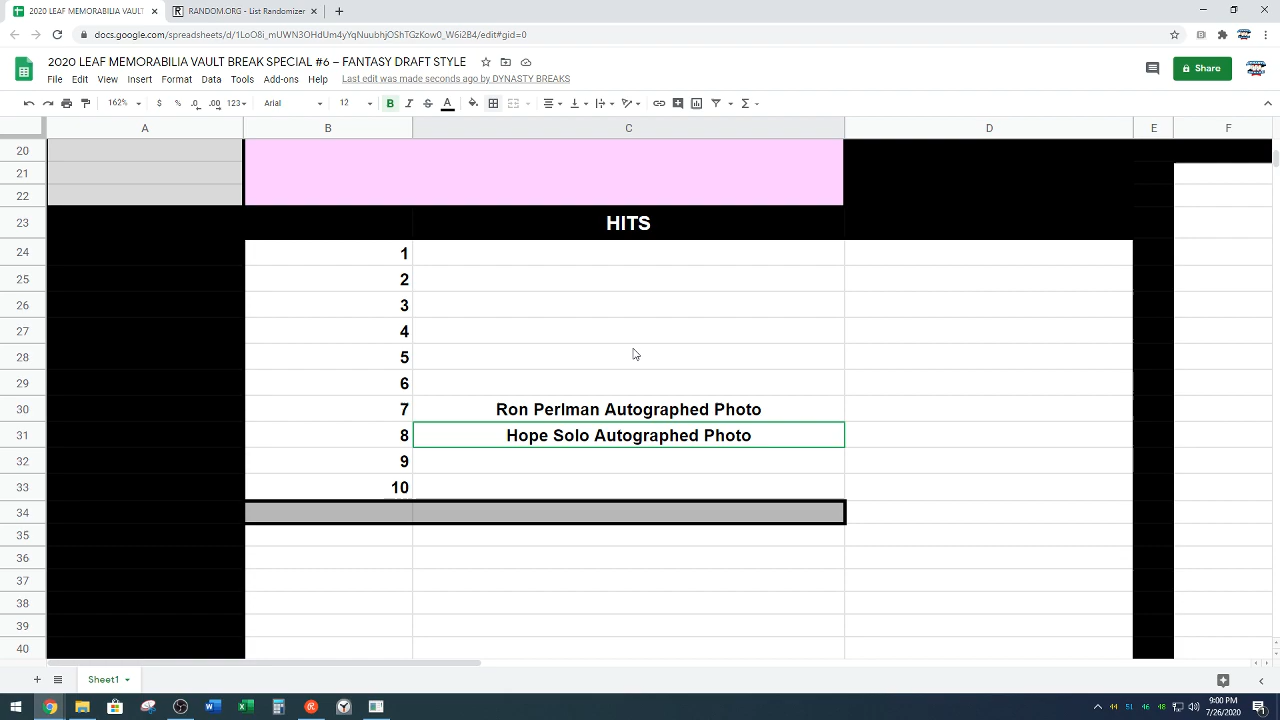 2020 LEAF MEMORABILIA VAULT
RANDOM.ORG - List Randomizer
docs.google.com/spreadsheets/d/1LoO8i_mUWN3OHdUm4yYqNuubhjOShTGzKow0_W6i2B4/edit#gid=0
2020 LEAF MEMORABILIA VAULT BREAK SPECIAL #6 – FANTASY DRAFT STYLE
Share
File Edit View Insert Format Data Tools Add-ons Help Last edit was made seconds ago by DYNASTY BREAKS
162% $ % .0 .00 123 Arial 12 B I S A Σ
A B C D E F
20
21
22
23 HITS
24 1
25 2
26 3
27 4
28 5
29 6
30 7 Ron Perlman Autographed Photo
31 8 Hope Solo Autographed Photo
32 9
33 10
34
35
36
37
38
39
40
Sheet1
44 51 46 48 9:00 PM
7/26/2020